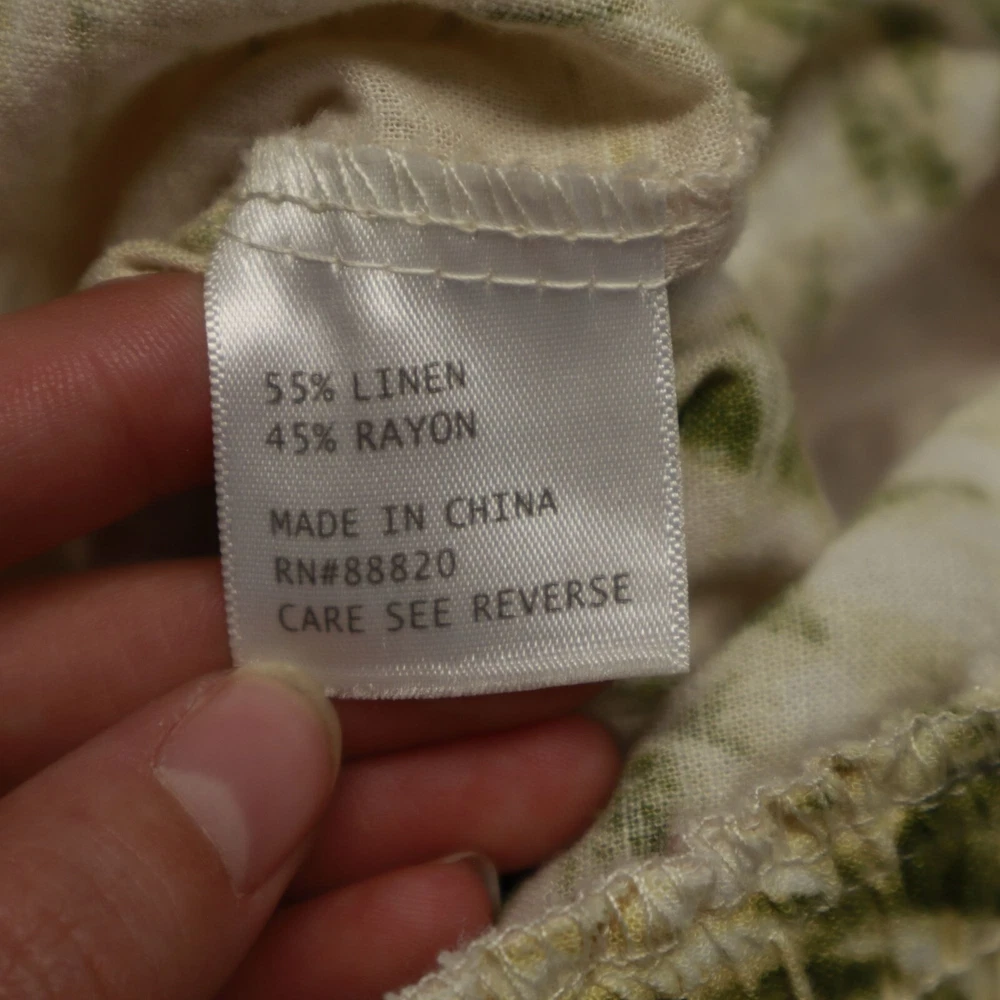 55% LINEN
45% RAYON
MADE IN CHINA
RN#88820
CARE SEE REVERSE